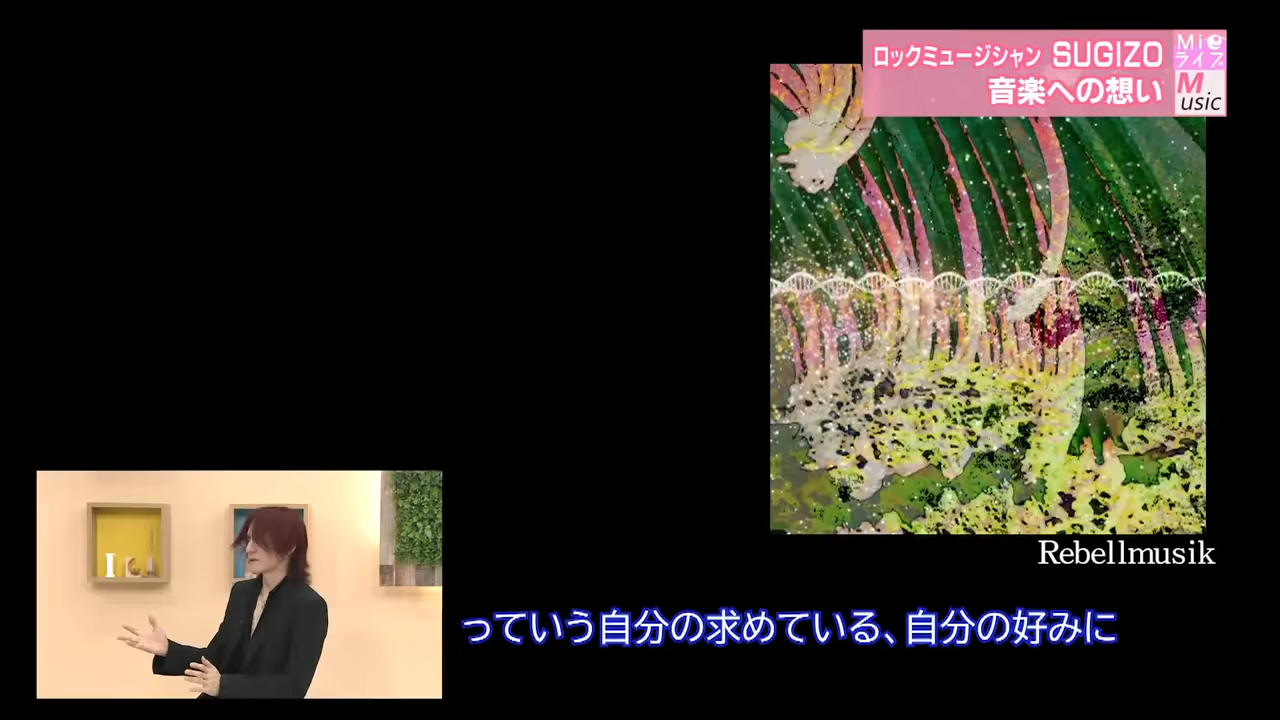 ロックミュージシャン SUGIZO
音楽への想い
Mie
ライブ
Music
Rebellmusik
っていう自分の求めている、自分の好みに